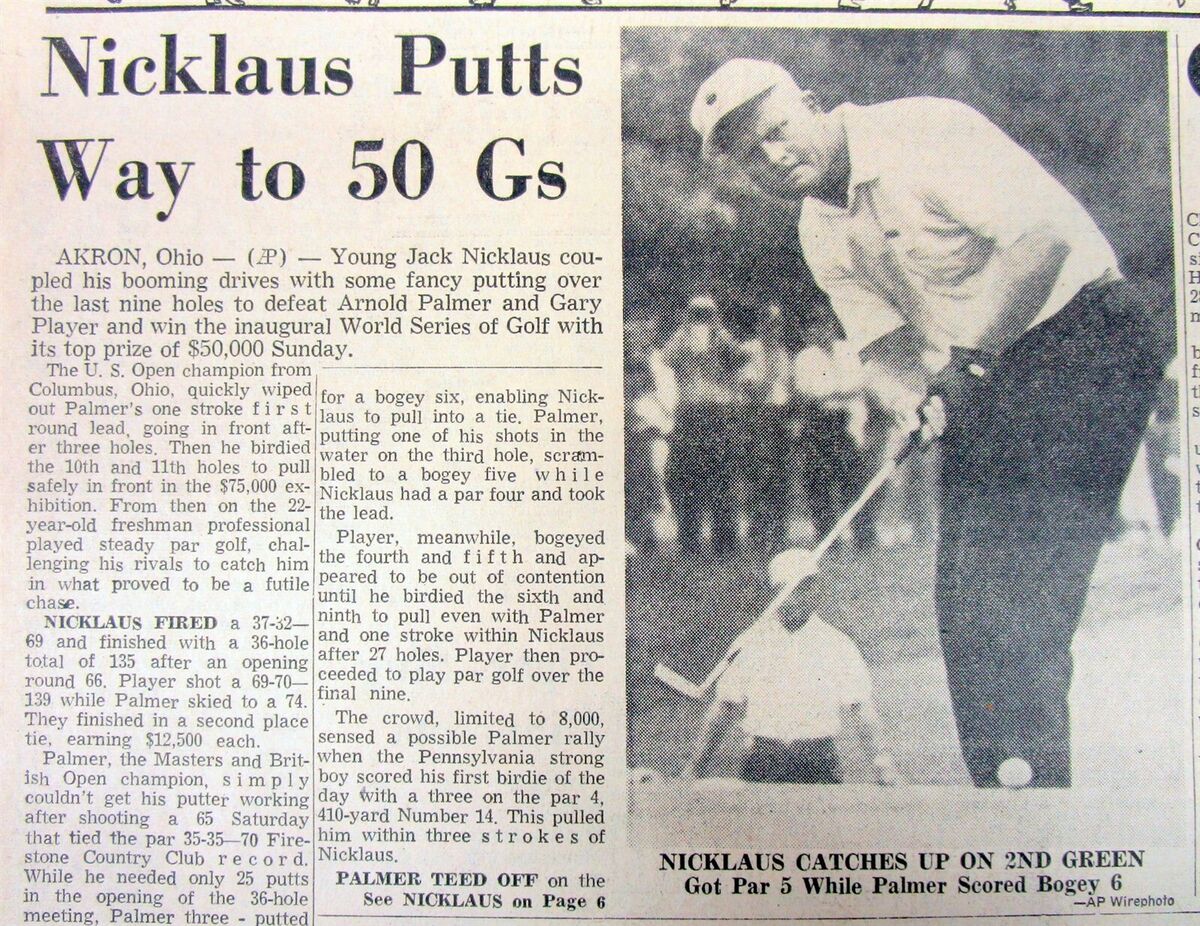 Nicklaus Putts
Way to 50 Gs
AKRON, Ohio — (AP) — Young Jack Nicklaus cou-
pled his booming drives with some fancy putting over
the last nine holes to defeat Arnold Palmer and Gary
Player and win the inaugural World Series of Golf with
its top prize of $50,000 Sunday.
The U. S. Open champion from
Columbus, Ohio, quickly wiped
out Palmer's one stroke first
round lead, going in front aft-
er three holes. Then he birdied
the 10th and 11th holes to pull
safely in front in the $75,000 ex-
hibition. From then on the 22-
year-old freshman professional
played steady par golf, chal-
lenging his rivals to catch him
in what proved to be a futile
chase.
NICKLAUS FIRED a 37-32—
69 and finished with a 36-hole
total of 135 after an opening
round 66. Player shot a 69-70—
139 while Palmer skied to a 74.
They finished in a second place
tie, earning $12,500 each.
Palmer, the Masters and Brit-
ish Open champion, simply
couldn't get his putter working
after shooting a 65 Saturday
that tied the par 35-35—70 Fire-
stone Country Club record.
While he needed only 25 putts
in the opening of the 36-hole
meeting, Palmer three - putted
for a bogey six, enabling Nick-
laus to pull into a tie. Palmer,
putting one of his shots in the
water on the third hole, scram-
bled to a bogey five while
Nicklaus had a par four and took
the lead.
Player, meanwhile, bogeyed
the fourth and fifth and ap-
peared to be out of contention
until he birdied the sixth and
ninth to pull even with Palmer
and one stroke within Nicklaus
after 27 holes. Player then pro-
ceeded to play par golf over the
final nine.
The crowd, limited to 8,000,
sensed a possible Palmer rally
when the Pennsylvania strong
boy scored his first birdie of the
day with a three on the par 4,
410-yard Number 14. This pulled
him within three strokes of
Nicklaus.
PALMER TEED OFF on the
See NICKLAUS on Page 6
NICKLAUS CATCHES UP ON 2ND GREEN
Got Par 5 While Palmer Scored Bogey 6
—AP Wirephoto